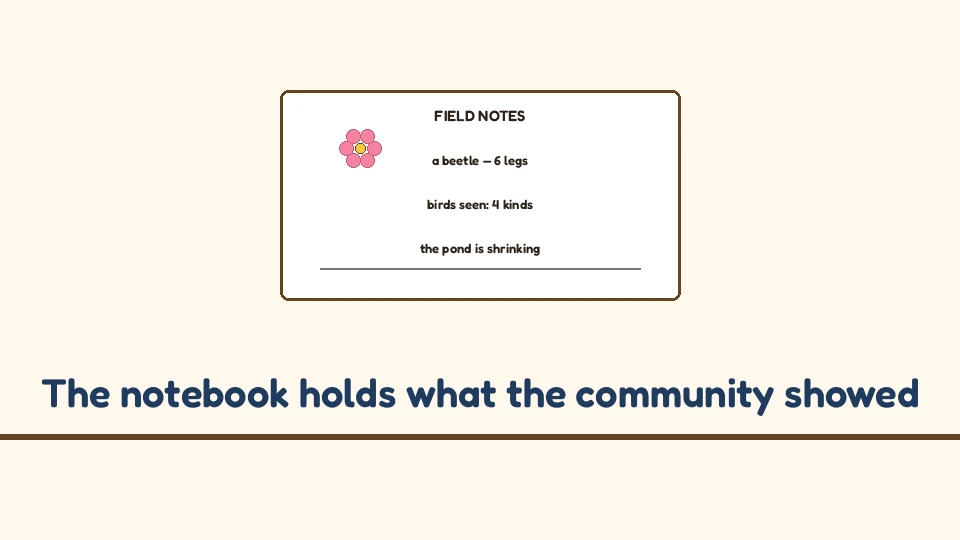 FIELD NOTES
a beetle – 6 legs
birds seen: 4 kinds
the pond is shrinking
The notebook holds what the community showed